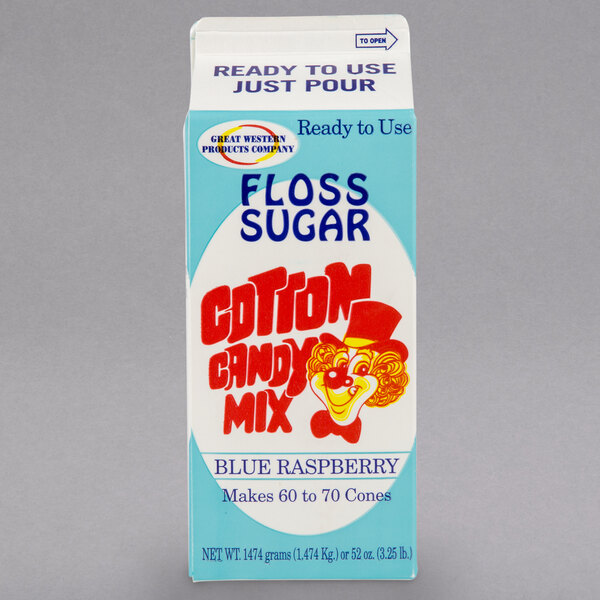 TO OPEN
READY TO USE
JUST POUR
GREAT WESTERN
PRODUCTS COMPANY
Ready to Use
FLOSS
SUGAR
COTTON
CANDY
MIX
BLUE RASPBERRY
Makes 60 to 70 Cones
NET WT. 1474 grams (1,474 Kg.) or 52 oz. (3.25 lb.)